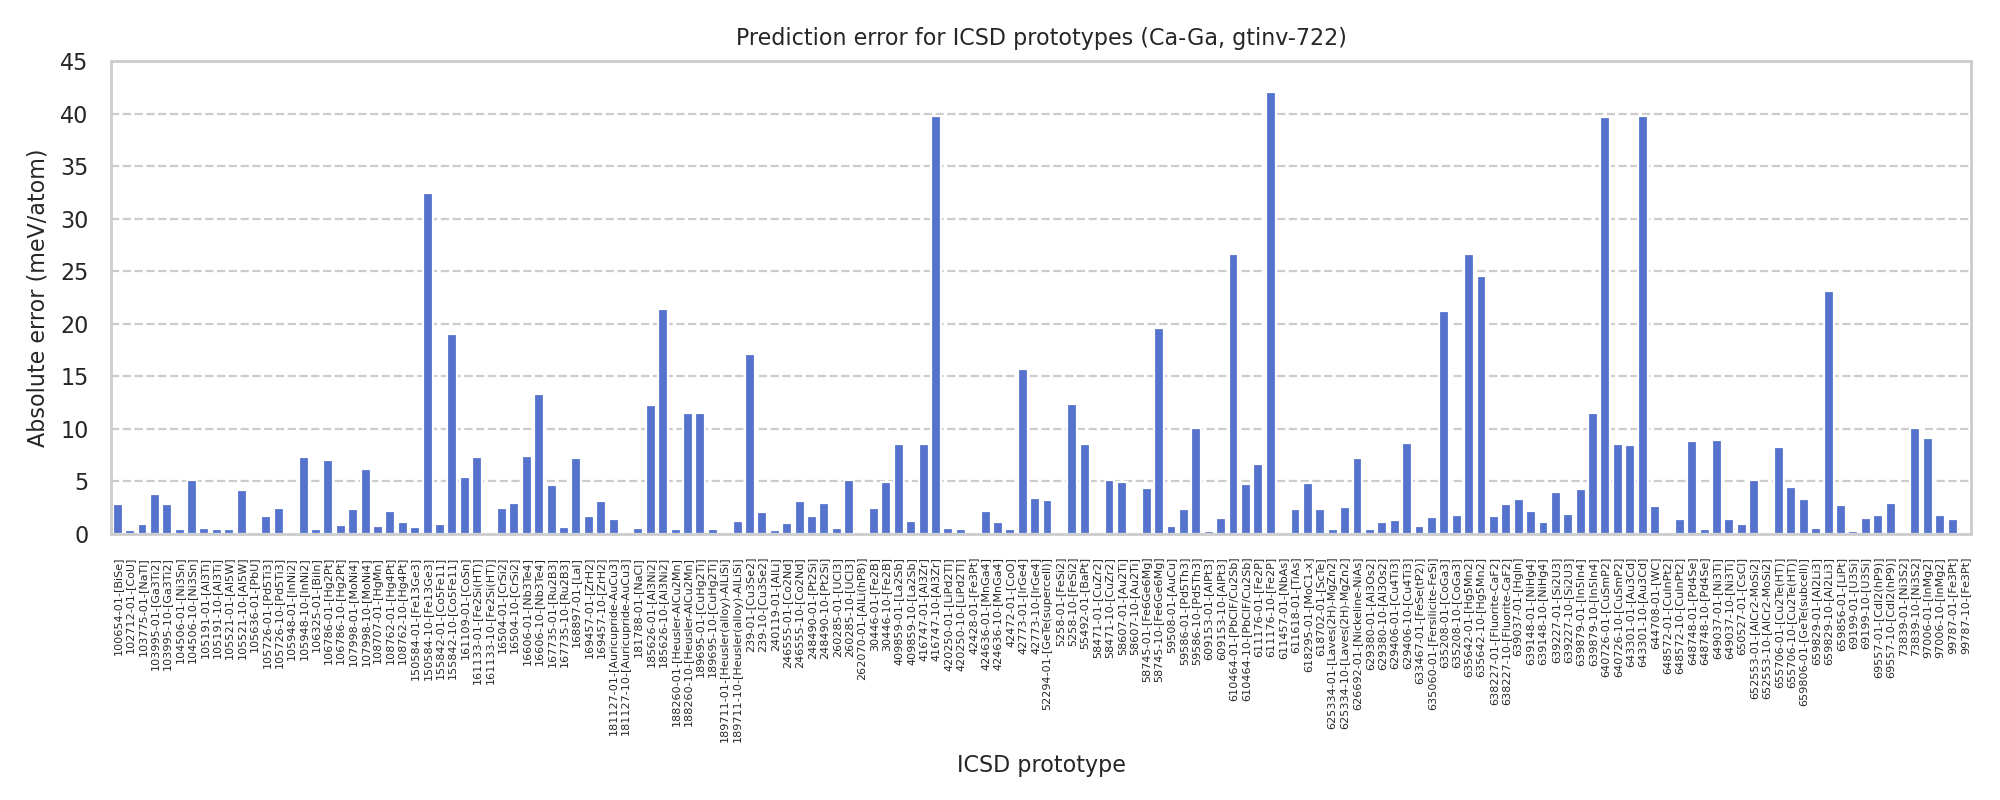 Prediction error for ICSD prototypes (Ca-Ga, gtinv-722)
Absolute error (meV/atom)
45
40
35
30
25
20
15
10
5
0
100654-01-[BiSe]
102712-01-[CoU]
103775-01-[NaTl]
103995-01-[Ga3Ti2]
103995-10-[Ga3Ti2]
104506-01-[Ni3Sn]
104506-10-[Ni3Sn]
105191-01-[Al3Ti]
105191-10-[Al3Ti]
105521-01-[Al5W]
105521-10-[Al5W]
105636-01-[PbU]
105726-01-[Pd5Ti3]
105726-10-[Pd5Ti3]
105948-01-[InNi2]
105948-10-[InNi2]
106325-01-[BiIn]
106786-01-[Hg2Pt]
106786-10-[Hg2Pt]
107998-01-[MoNi4]
107998-10-[MoNi4]
108707-01-[HgMn]
108762-01-[Hg4Pt]
108762-10-[Hg4Pt]
150584-01-[Fe13Ge3]
150584-10-[Fe13Ge3]
155842-01-[Co5Fe11]
155842-10-[Co5Fe11]
161109-01-[CoSn]
161133-01-[Fe2Si(HT)]
161133-10-[Fe2Si(HT)]
16504-01-[CrSi2]
16504-10-[CrSi2]
16606-01-[Nb3Te4]
16606-10-[Nb3Te4]
167735-01-[Ru2B3]
167735-10-[Ru2B3]
168897-01-[LaI]
169457-01-[ZrH2]
169457-10-[ZrH2]
181127-01-[Auricupride-AuCu3]
181127-10-[Auricupride-AuCu3]
181788-01-[NaCl]
185626-01-[Al3Ni2]
185626-10-[Al3Ni2]
188260-01-[Heusler-AlCu2Mn]
188260-10-[Heusler-AlCu2Mn]
189695-01-[CuHg2Ti]
189695-10-[CuHg2Ti]
189711-01-[Heusler(alloy)-AlLiSi]
189711-10-[Heusler(alloy)-AlLiSi]
239-01-[Cu3Se2]
239-10-[Cu3Se2]
240119-01-[AlLi]
246555-01-[Co2Nd]
246555-10-[Co2Nd]
248490-01-[Pt2Si]
248490-10-[Pt2Si]
260285-01-[UCl3]
260285-10-[UCl3]
262070-01-[AlLi(hP8)]
30446-01-[Fe2B]
30446-10-[Fe2B]
409859-01-[La2Sb]
409859-10-[La2Sb]
416747-01-[Al3Zr]
416747-10-[Al3Zr]
420250-01-[LiPd2Tl]
420250-10-[LiPd2Tl]
42428-01-[Fe3Pt]
424636-01-[MnGa4]
424636-10-[MnGa4]
42472-01-[CoO]
42773-01-[IrGe4]
42773-10-[IrGe4]
52294-01-[GeTe(supercell)]
5258-01-[FeSi2]
5258-10-[FeSi2]
55492-01-[BaPt]
58471-01-[CuZr2]
58471-10-[CuZr2]
58607-01-[Au2Ti]
58607-10-[Au2Ti]
58745-01-[Fe6Ge6Mg]
58745-10-[Fe6Ge6Mg]
59508-01-[AuCu]
59586-01-[Pd5Th3]
59586-10-[Pd5Th3]
609153-01-[AlPt3]
609153-10-[AlPt3]
610464-01-[PbClF/Cu2Sb]
610464-10-[PbClF/Cu2Sb]
611176-01-[Fe2P]
611176-10-[Fe2P]
611457-01-[NbAs]
611618-01-[TiAs]
618295-01-[MoC1-x]
618702-01-[ScTe]
625334-01-[Laves(2H)-MgZn2]
625334-10-[Laves(2H)-MgZn2]
626692-01-[Nickeline-NiAs]
629380-01-[Al3Os2]
629380-10-[Al3Os2]
629406-01-[Cu4Ti3]
629406-10-[Cu4Ti3]
633467-01-[FeSe(tP2)]
635060-01-[Fersilicite-FeSi]
635208-01-[CoGa3]
635208-10-[CoGa3]
635642-01-[Hg5Mn2]
635642-10-[Hg5Mn2]
638227-01-[Fluorite-CaF2]
638227-10-[Fluorite-CaF2]
639037-01-[HgIn]
639148-01-[NiHg4]
639148-10-[NiHg4]
639227-01-[Si2U3]
639227-10-[Si2U3]
639879-01-[In5In4]
639879-10-[In5In4]
640726-01-[CuSmP2]
640726-10-[CuSmP2]
643301-01-[Au3Cd]
643301-10-[Au3Cd]
644708-01-[WC]
648572-01-[CuInPt2]
648572-10-[CuInPt2]
648748-01-[Pd4Se]
648748-10-[Pd4Se]
649037-01-[Ni3Ti]
649037-10-[Ni3Ti]
650527-01-[CsCl]
652553-01-[AlCr2-MoSi2]
652553-10-[AlCr2-MoSi2]
655706-01-[Cu2Te(HT)]
655706-10-[Cu2Te(HT)]
659806-01-[GeTe(subcell)]
659829-01-[Al2Li3]
659829-10-[Al2Li3]
659856-01-[LiPt]
69199-01-[U3Si]
69199-10-[U3Si]
69557-01-[CdI2(hP9)]
69557-10-[CdI2(hP9)]
73839-01-[Ni3S2]
73839-10-[Ni3S2]
97006-01-[InMg2]
97006-10-[InMg2]
99787-01-[Fe3Pt]
99787-10-[Fe3Pt]
ICSD prototype